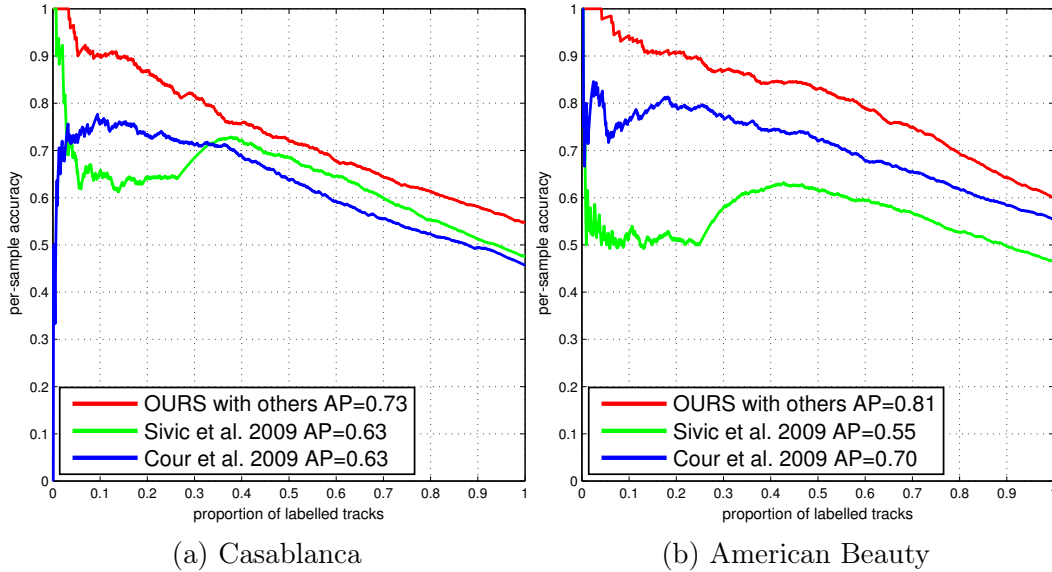 1
0.9
0.8
0.7
0.6
0.5
0.4
0.3
0.2
0.1
0
per-sample accuracy
OURS with others AP=0.73
Sivic et al. 2009 AP=0.63
Cour et al. 2009 AP=0.63
0 0.1 0.2 0.3 0.4 0.5 0.6 0.7 0.8 0.9 1
proportion of labelled tracks
(a) Casablanca
1
0.9
0.8
0.7
0.6
0.5
0.4
0.3
0.2
0.1
0
per-sample accuracy
OURS with others AP=0.81
Sivic et al. 2009 AP=0.55
Cour et al. 2009 AP=0.70
0 0.1 0.2 0.3 0.4 0.5 0.6 0.7 0.8 0.9 1
proportion of labelled tracks
(b) American Beauty